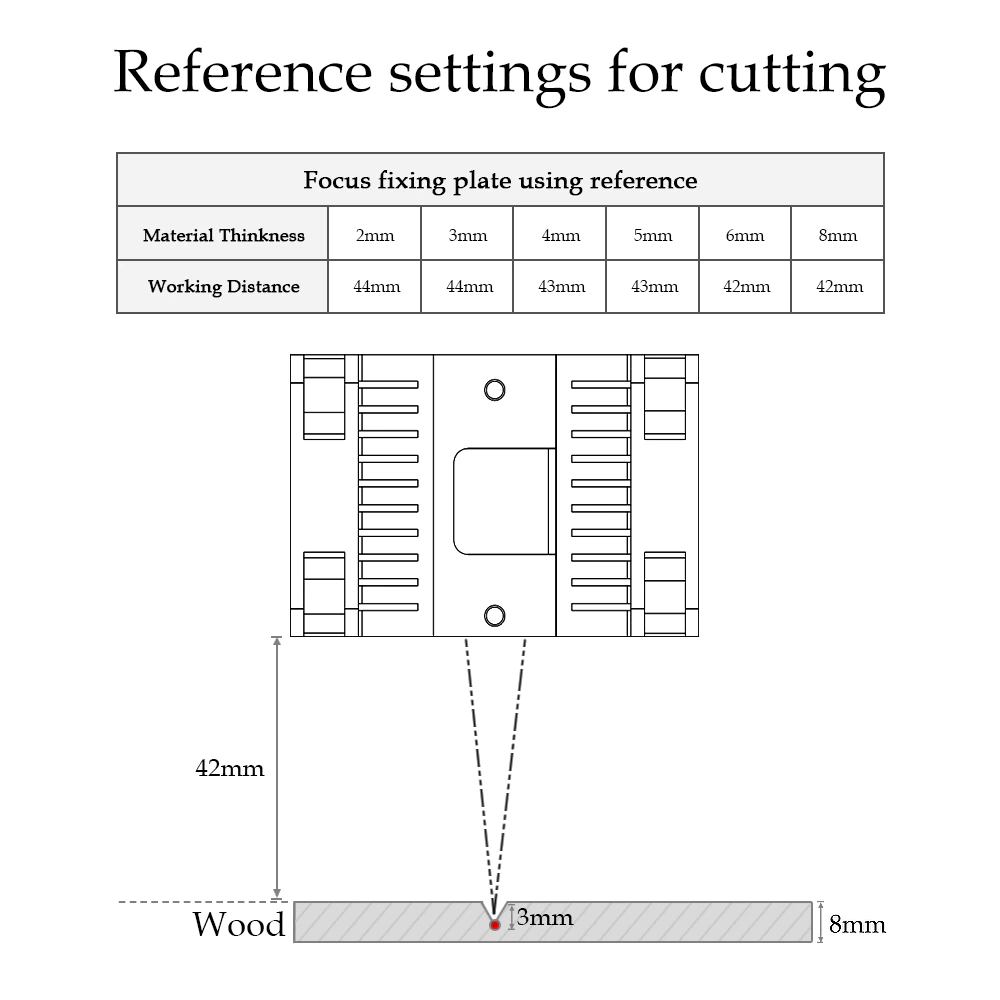 Reference settings for cutting
Focus fixing plate using reference
Material Thinkness 2mm 3mm 4mm 5mm 6mm 8mm
Working Distance 44mm 44mm 43mm 43mm 42mm 42mm
42mm
Wood 3mm 8mm